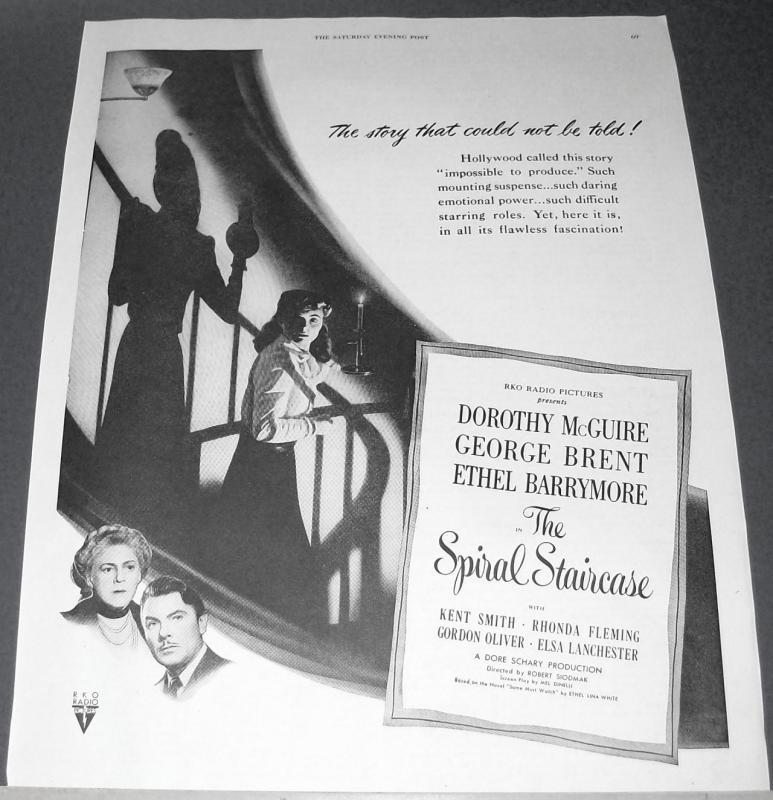 THE SATURDAY EVENING POST
The story that could not be told!
Hollywood called this story
"impossible to produce." Such
mounting suspense...such daring
emotional power...such difficult
starring roles. Yet, here it is,
in all its flawless fascination!
RKO RADIO PICTURES
presents
DOROTHY McGUIRE
GEORGE BRENT
ETHEL BARRYMORE
IN The
Spiral Staircase
WITH
KENT SMITH · RHONDA FLEMING
GORDON OLIVER · ELSA LANCHESTER
A DORE SCHARY PRODUCTION
Directed by ROBERT SIODMAK
Screen Play by MEL DINELLI
Based on the Novel "Some Must Watch" by ETHEL LINA WHITE
RKO
RADIO
PICTURES